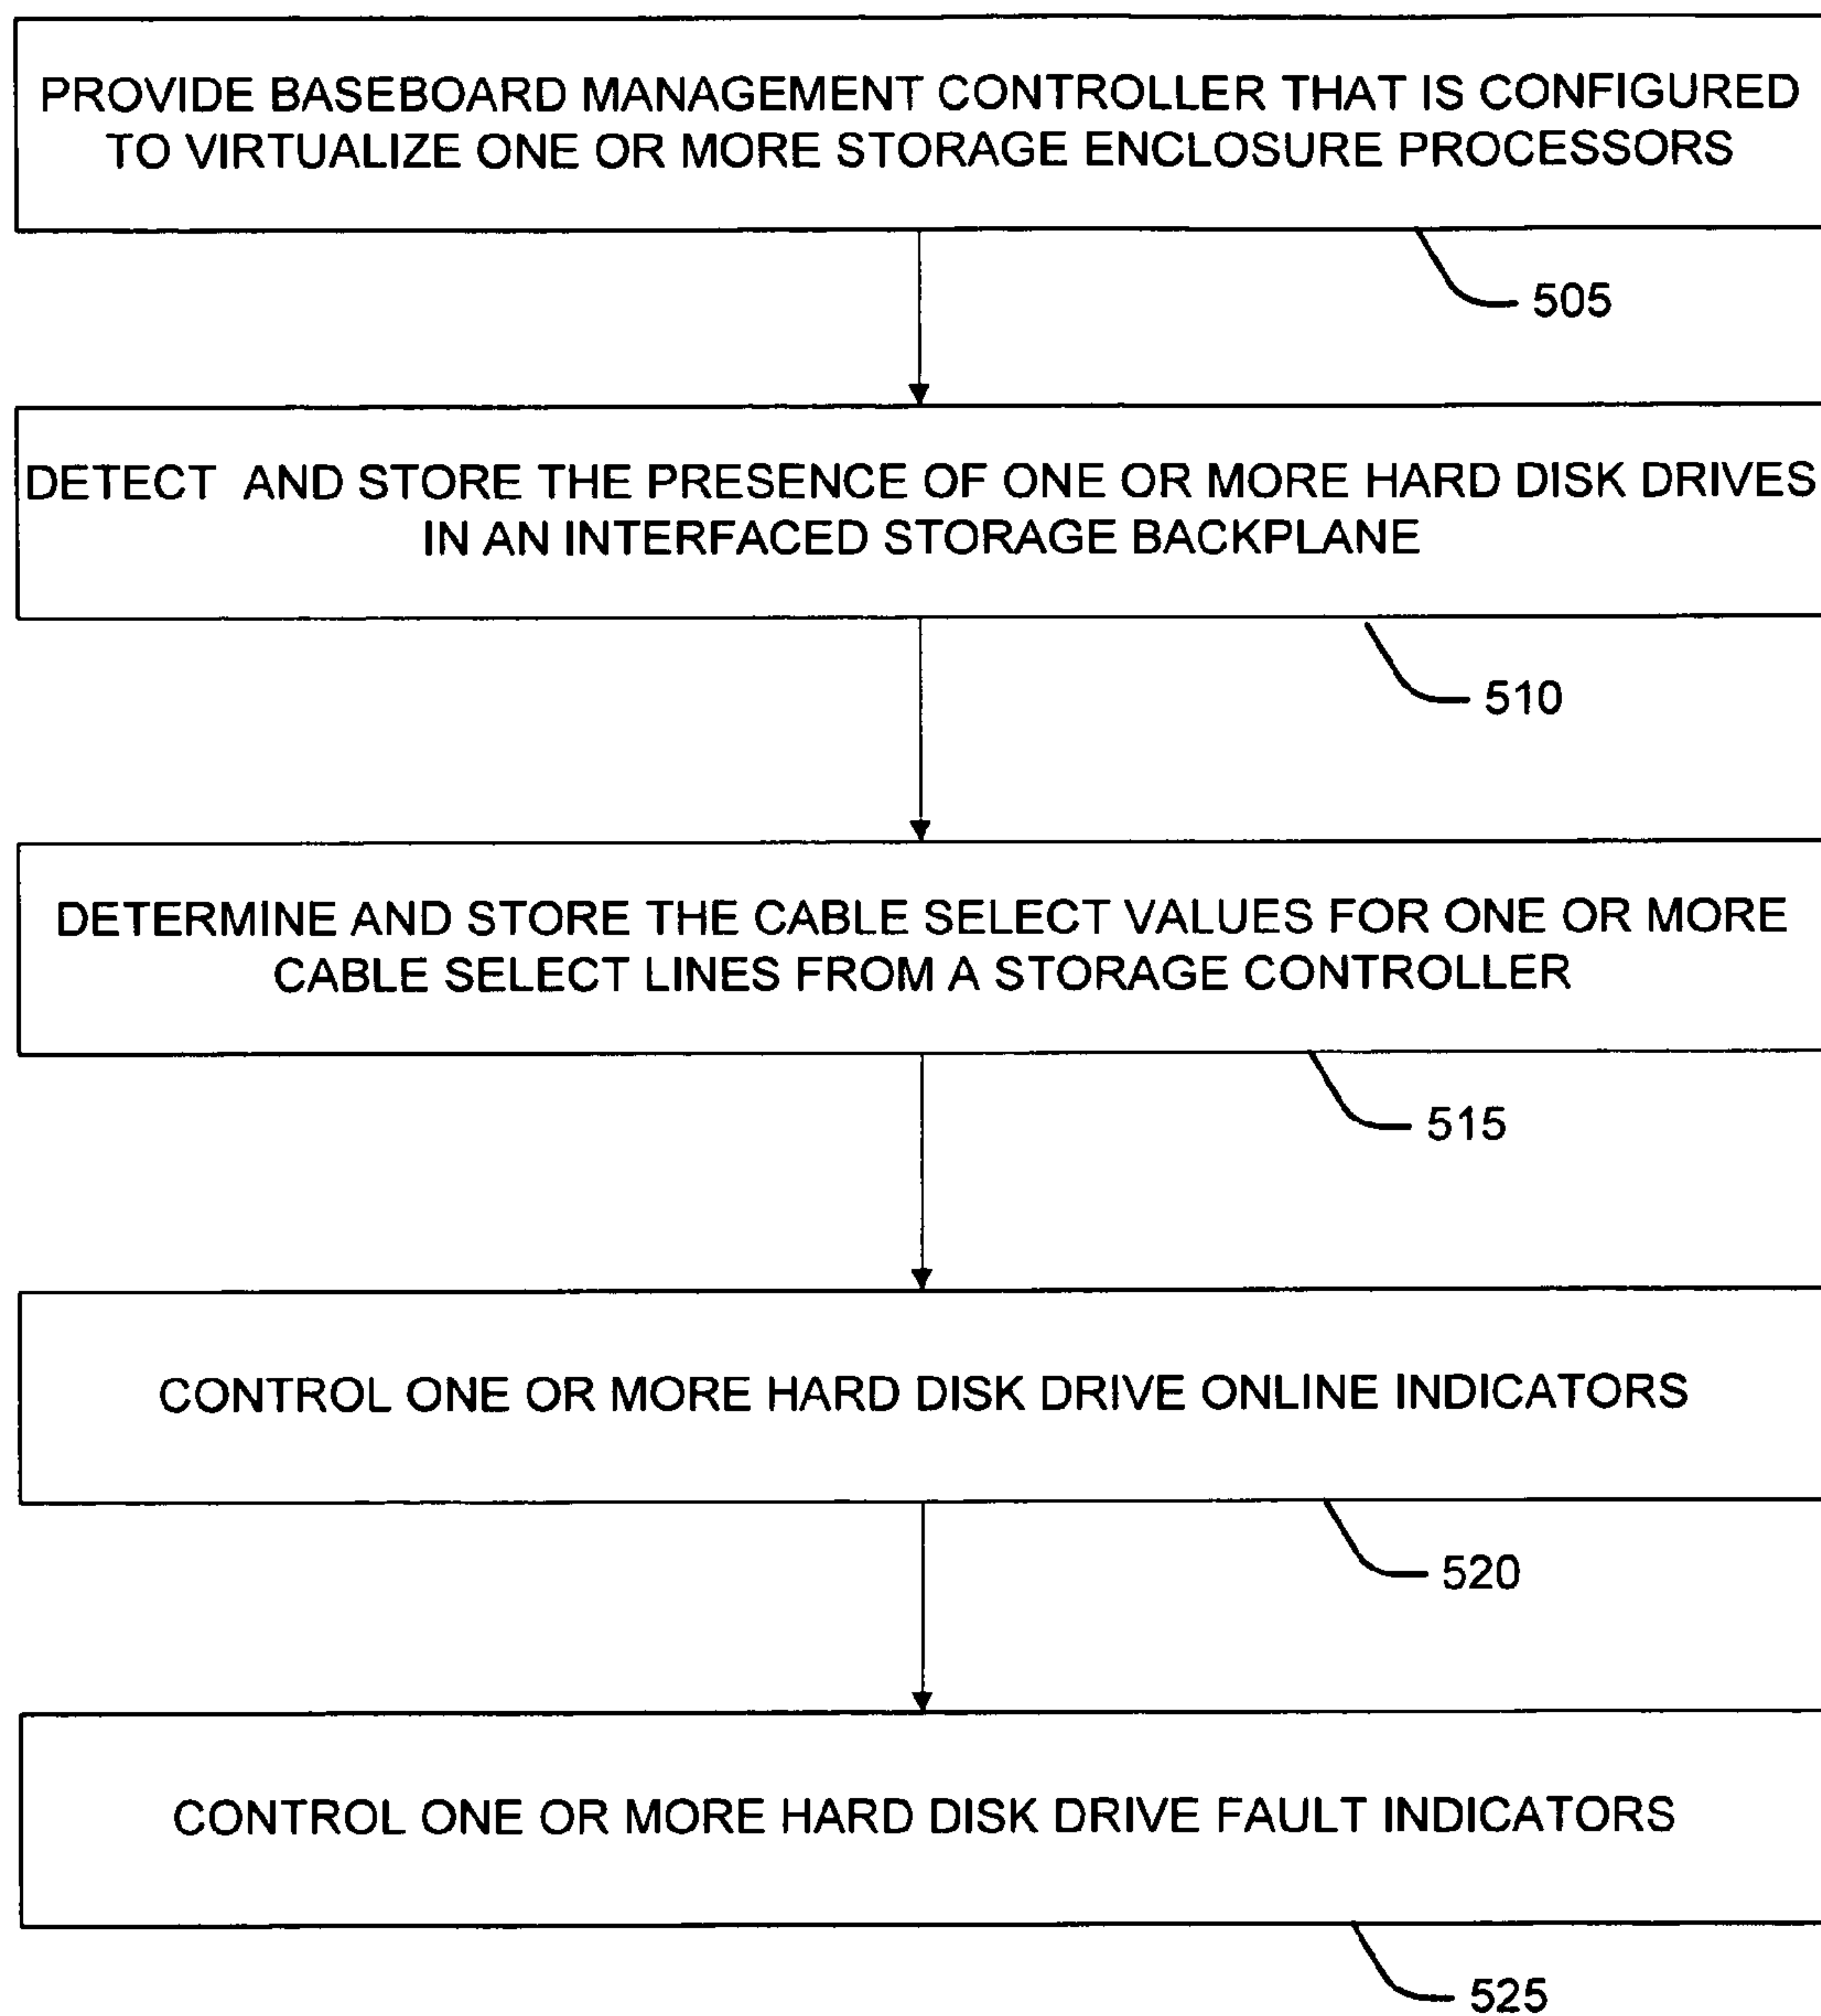 PROVIDE BASEBOARD MANAGEMENT CONTROLLER THAT IS CONFIGURED
TO VIRTUALIZE ONE OR MORE STORAGE ENCLOSURE PROCESSORS
505
DETECT AND STORE THE PRESENCE OF ONE OR MORE HARD DISK DRIVES
IN AN INTERFACED STORAGE BACKPLANE
510
DETERMINE AND STORE THE CABLE SELECT VALUES FOR ONE OR MORE
CABLE SELECT LINES FROM A STORAGE CONTROLLER
515
CONTROL ONE OR MORE HARD DISK DRIVE ONLINE INDICATORS
520
CONTROL ONE OR MORE HARD DISK DRIVE FAULT INDICATORS
525